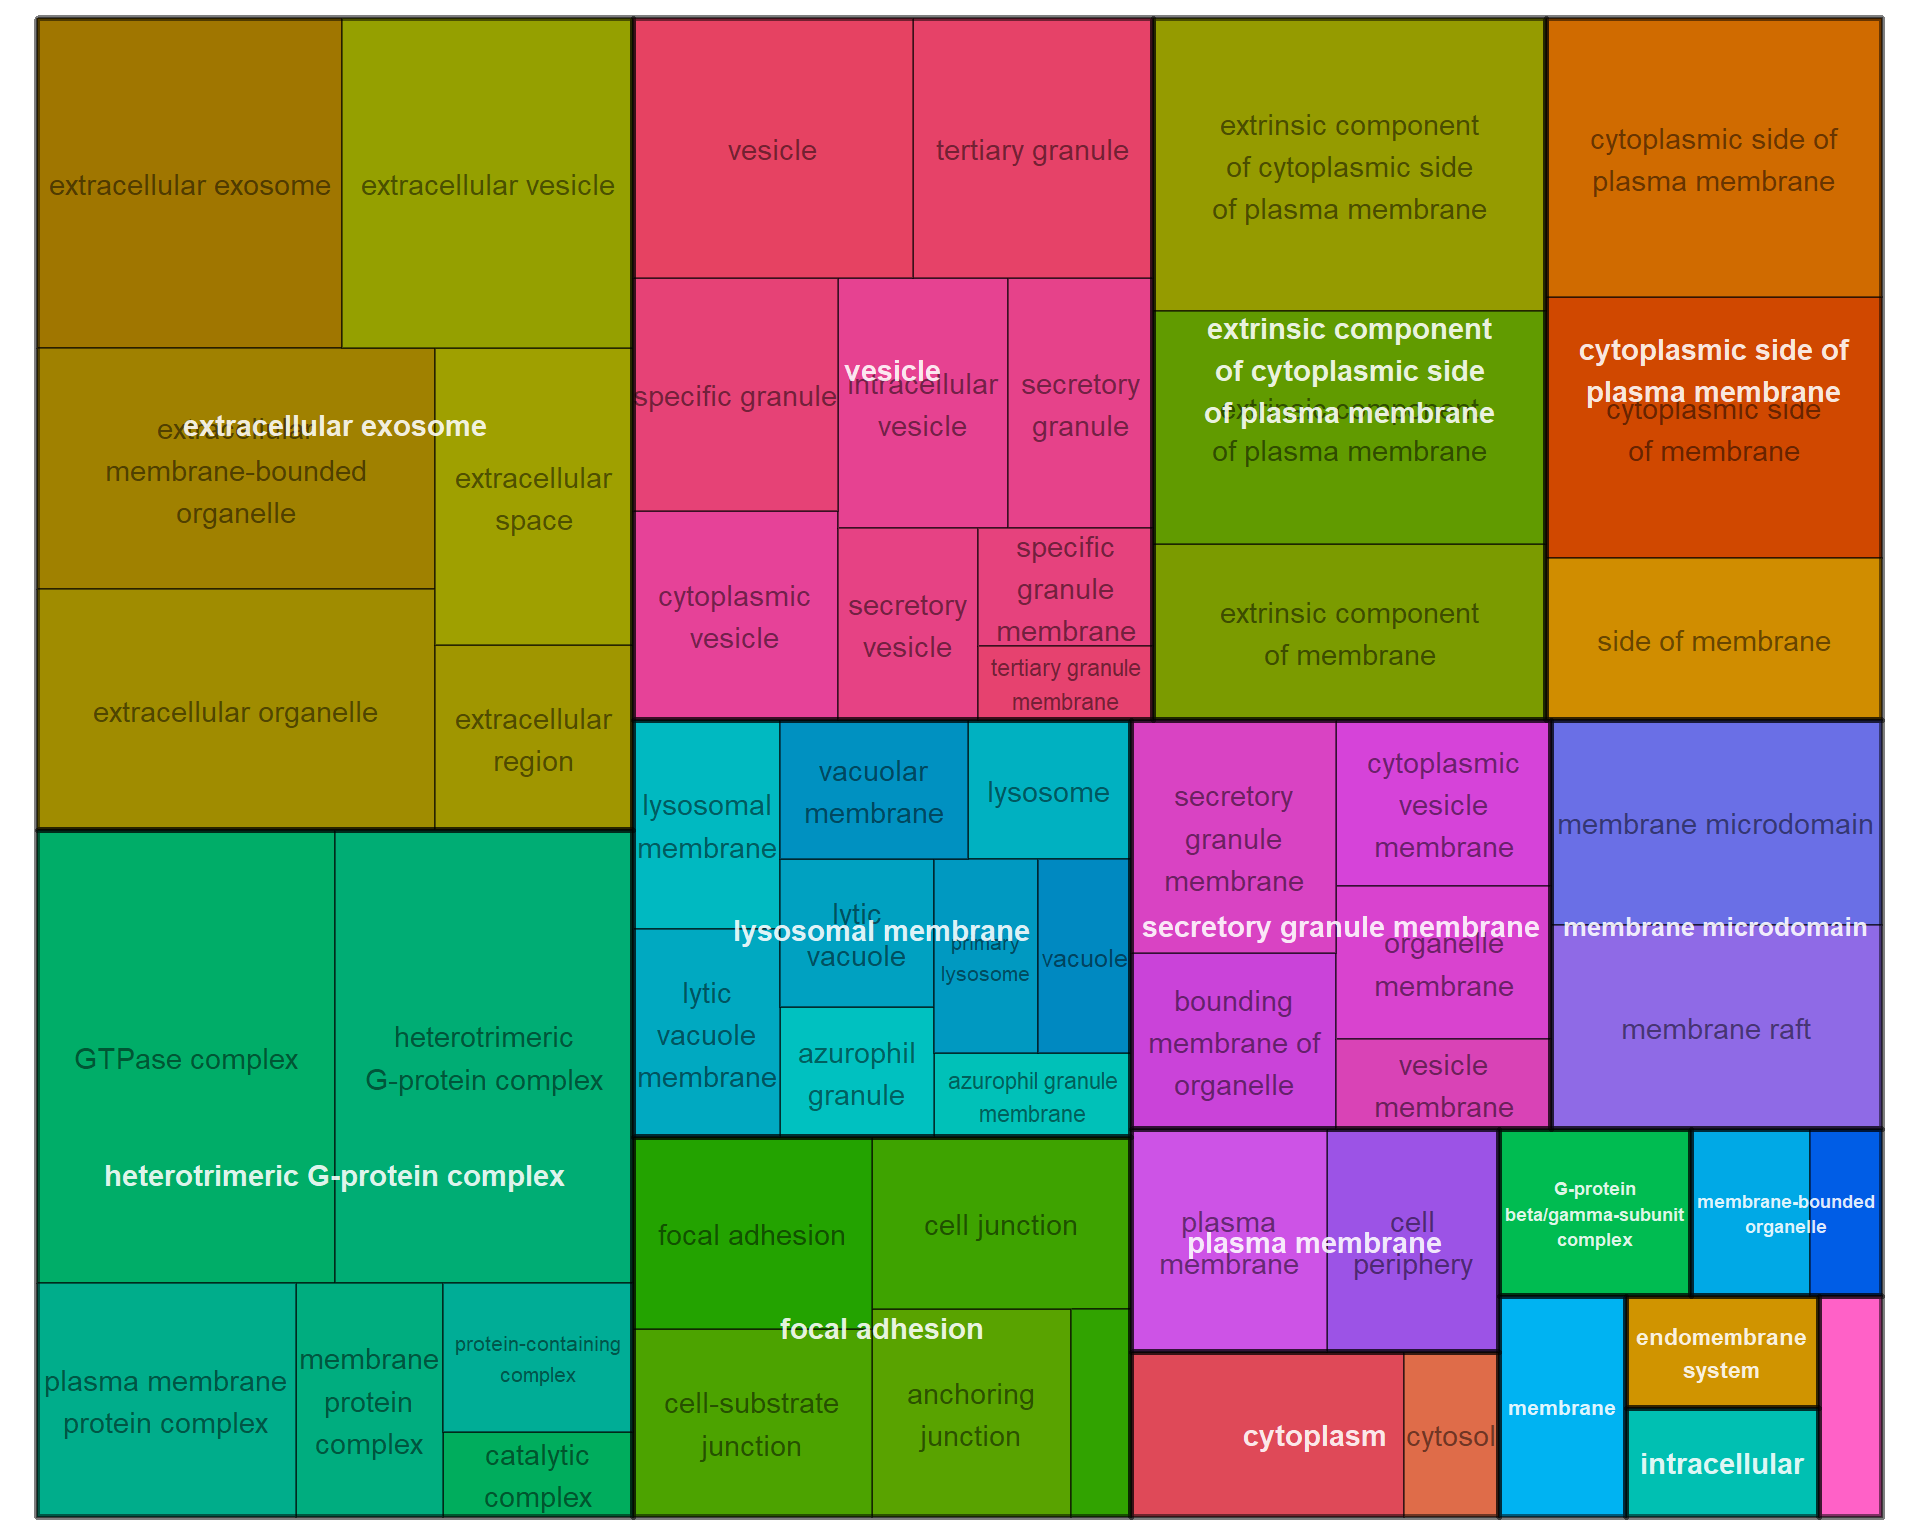 extracellular exosome
extracellular vesicle
extracellular
membrane-bounded
organelle
extracellular exosome
extracellular
space
extracellular organelle
extracellular
region
vesicle
tertiary granule
specific granule
vesicle
intracellular
vesicle
secretory
granule
cytoplasmic
vesicle
secretory
vesicle
specific
granule
membrane
tertiary granule
membrane
extrinsic component
of cytoplasmic side
of plasma membrane
extrinsic component
of cytoplasmic side
of plasma membrane
extrinsic component
of plasma membrane
extrinsic component
of membrane
cytoplasmic side of
plasma membrane
cytoplasmic side of
plasma membrane
cytoplasmic side
of membrane
side of membrane
GTPase complex
heterotrimeric
G-protein complex
heterotrimeric G-protein complex
plasma membrane
protein complex
membrane
protein
complex
protein-containing
complex
catalytic
complex
lysosomal
membrane
vacuolar
membrane
lysosome
lytic
vacuole
lysosomal membrane
primary
lysosome
vacuole
lytic
vacuole
membrane
azurophil
granule
azurophil granule
membrane
secretory
granule
membrane
cytoplasmic
vesicle
membrane
secretory granule membrane
organelle
membrane
bounding
membrane of
organelle
vesicle
membrane
membrane microdomain
membrane microdomain
membrane raft
focal adhesion
cell junction
focal adhesion
cell-substrate
junction
anchoring
junction
plasma
membrane
plasma membrane
cell
periphery
G-protein
beta/gamma-subunit
complex
membrane-bounded
organelle
cytoplasm
cytosol
membrane
endomembrane
system
intracellular